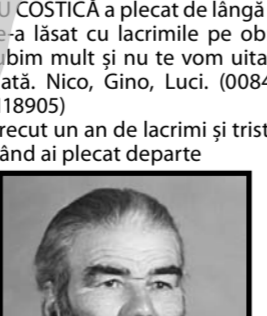 U COSTICĂ a plecat de lângă
e-a lăsat cu lacrimile pe ob
ubim mult și nu te vom uita
ată. Nico, Gino, Luci. (0084
118905)
recut un an de lacrimi și trist
ând ai plecat departe